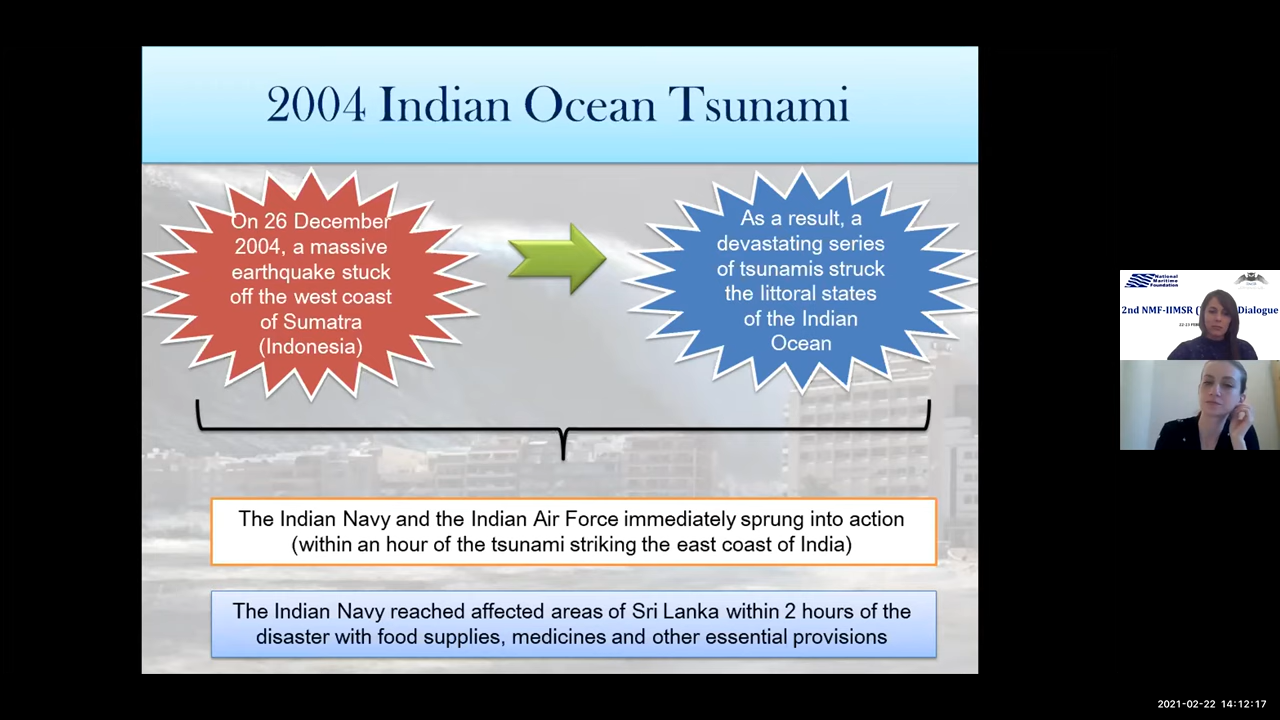 2004 Indian Ocean Tsunami
On 26 December
2004, a massive
earthquake stuck
off the west coast
of Sumatra
(Indonesia)
As a result, a
devastating series
of tsunamis struck
the littoral states
of the Indian
Ocean
The Indian Navy and the Indian Air Force immediately sprung into action
(within an hour of the tsunami striking the east coast of India)
The Indian Navy reached affected areas of Sri Lanka within 2 hours of the
disaster with food supplies, medicines and other essential provisions
National
Maritime
Foundation
2nd NMF-IIMSR ( Dialogue
2021-02-22 14:12:17